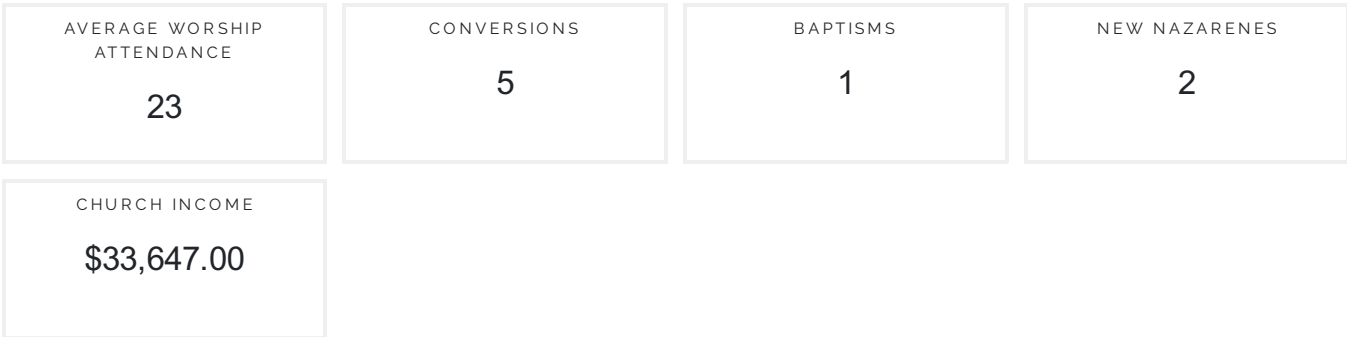 AVERAGE WORSHIP
ATTENDANCE
23
CONVERSIONS
5
BAPTISMS
1
NEW NAZARENES
2
CHURCH INCOME
$33,647.00